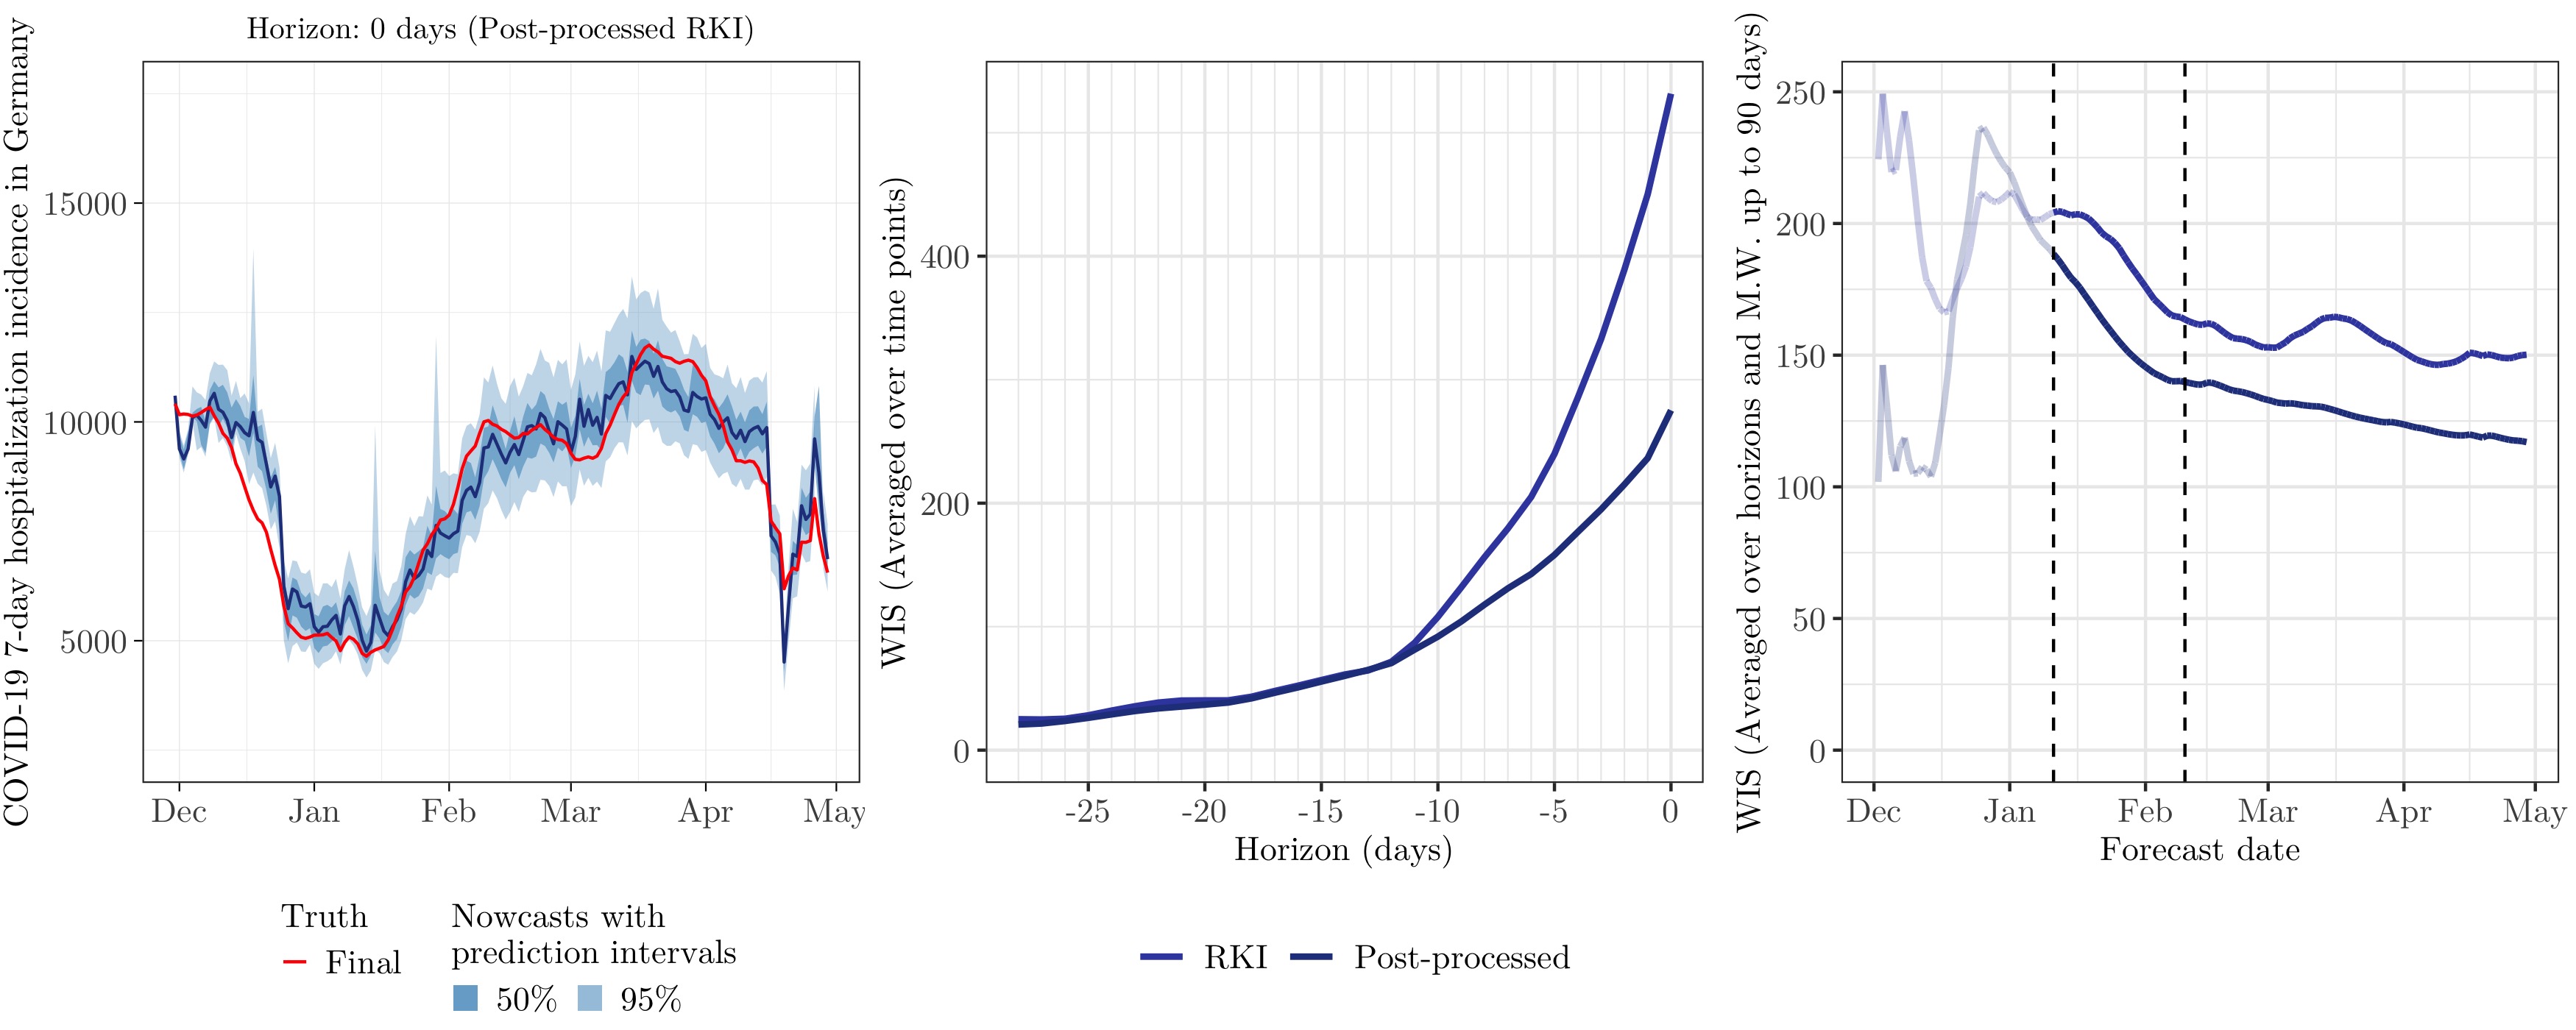 Horizon: 0 days (Post-processed RKI)
COVID-19 7-day hospitalization incidence in Germany
15000
10000
5000
Dec Jan Feb Mar Apr May
Truth
Final
Nowcasts with
prediction intervals
50% 95%
WIS (Averaged over time points)
400
200
0
-25 -20 -15 -10 -5 0
Horizon (days)
RKI Post-processed
WIS (Averaged over horizons and M.W. up to 90 days)
250
200
150
100
50
0
Dec Jan Feb Mar Apr May
Forecast date